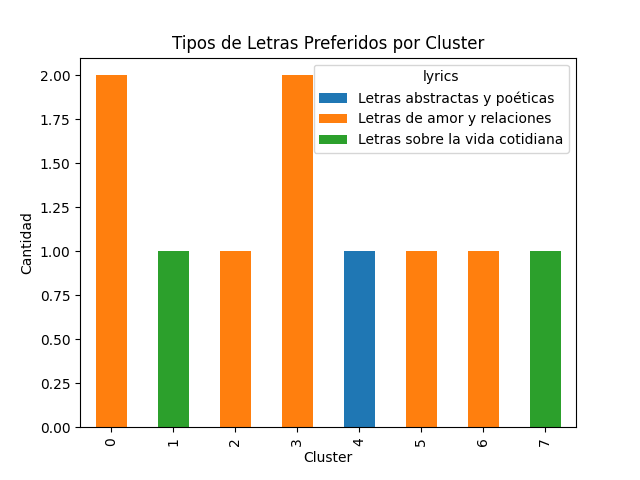 Tipos de Letras Preferidos por Cluster
lyrics
Letras abstractas y poéticas
Letras de amor y relaciones
Letras sobre la vida cotidiana
2.00
1.75
1.50
1.25
1.00
0.75
0.50
0.25
0.00
Cantidad
0 1 2 3 4 5 6 7
Cluster